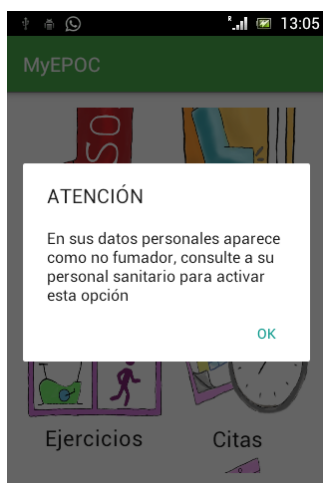 13:05
MyEPOC
SO
ATENCIÓN
En sus datos personales aparece
como no fumador, consulte a su
personal sanitario para activar
esta opción
OK
Ejercicios
Citas